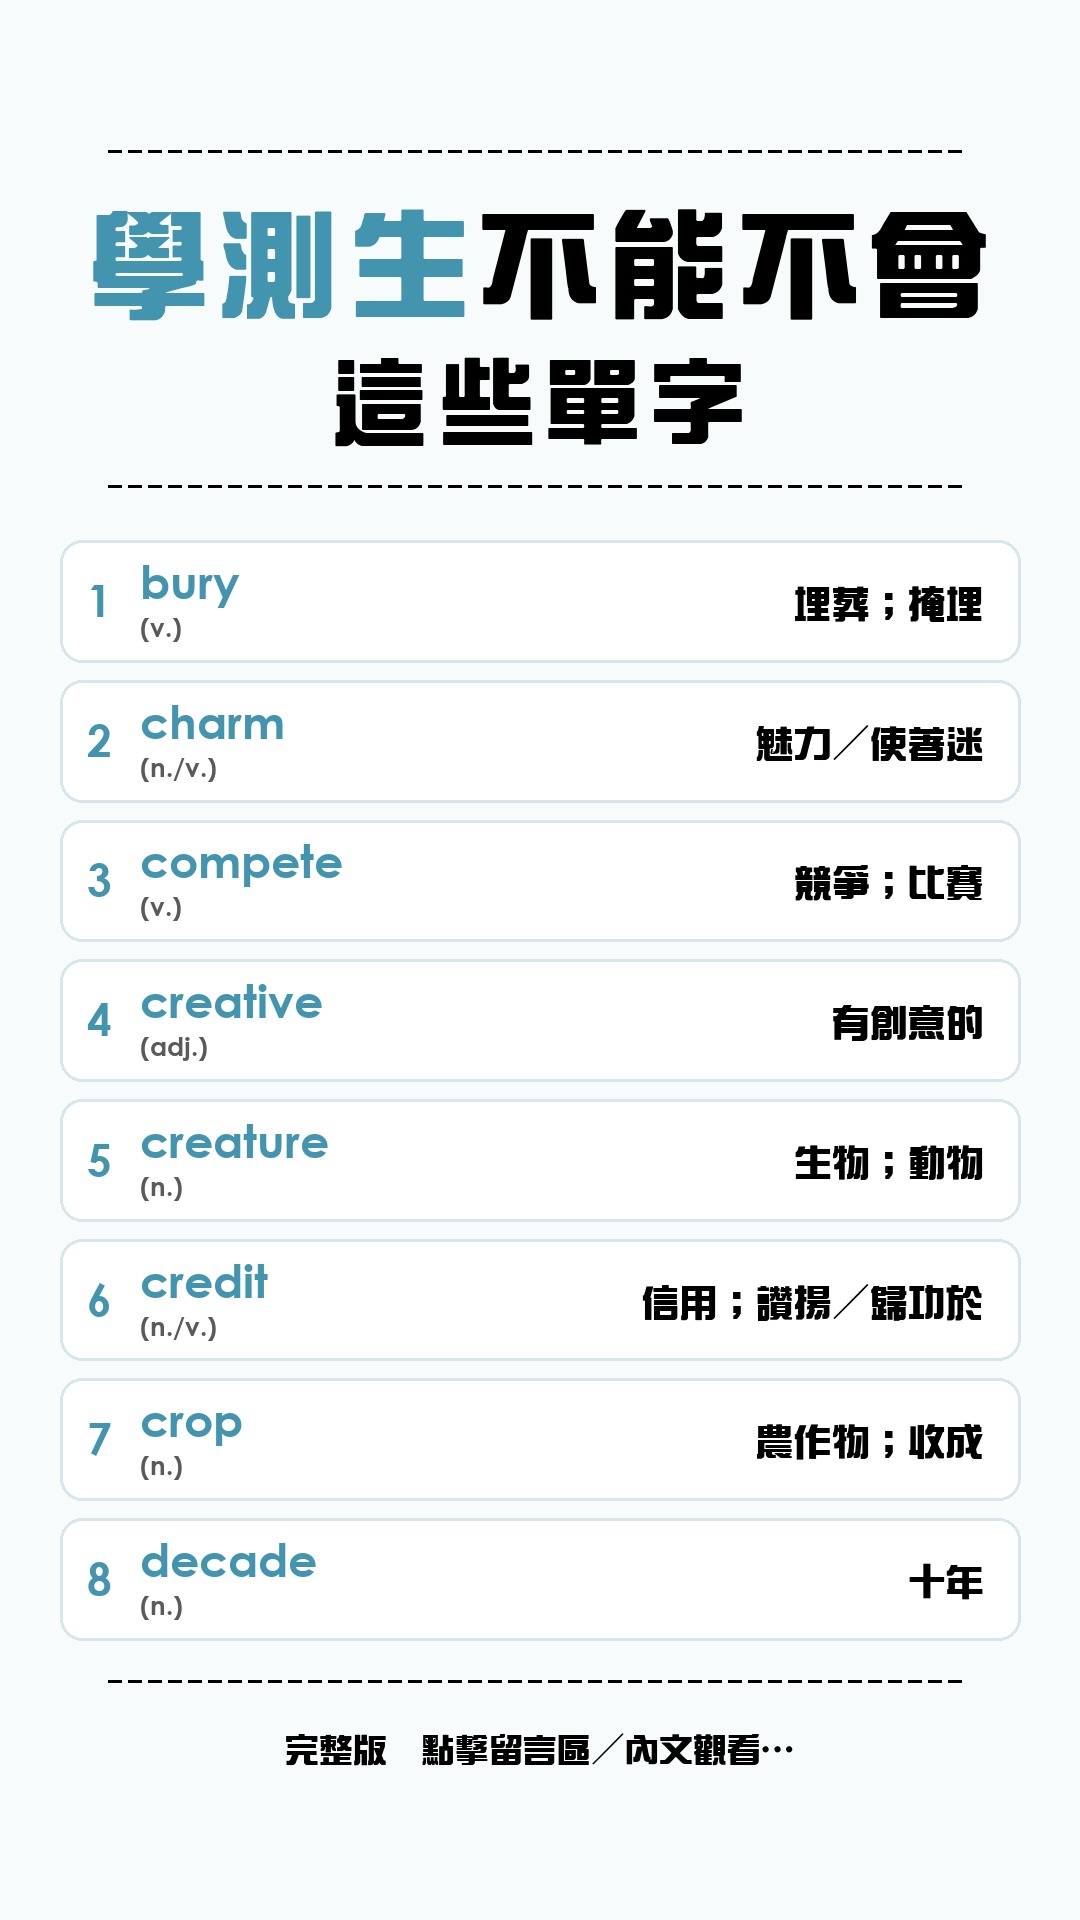 學測生不能不會
這些單字
1 bury
(v.)
埋葬；掩埋
2 charm
(n./v.)
魅力／使著迷
3 compete
(v.)
競爭；比賽
4 creative
(adj.)
有創意的
5 creature
(n.)
生物；動物
6 credit
(n./v.)
信用；讚揚／歸功於
7 crop
(n.)
農作物；收成
8 decade
(n.)
十年
完整版　點擊留言區／內文觀看⋯